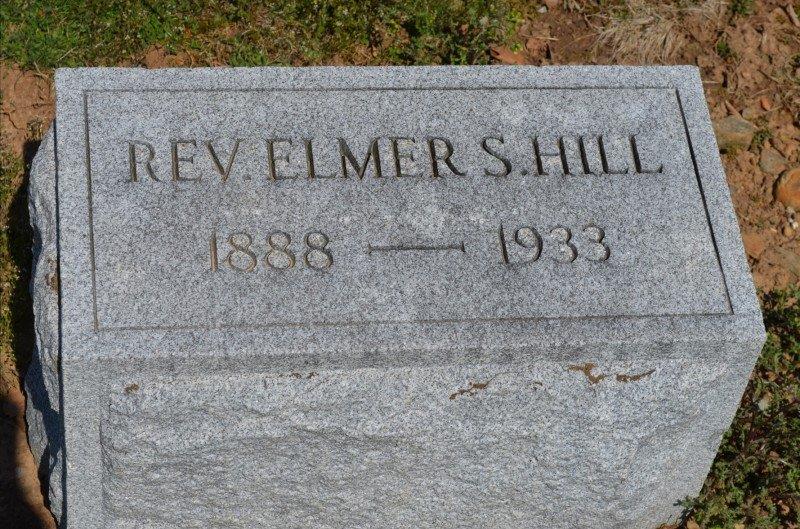 REV. ELMER S. HILL
1888 — 1933